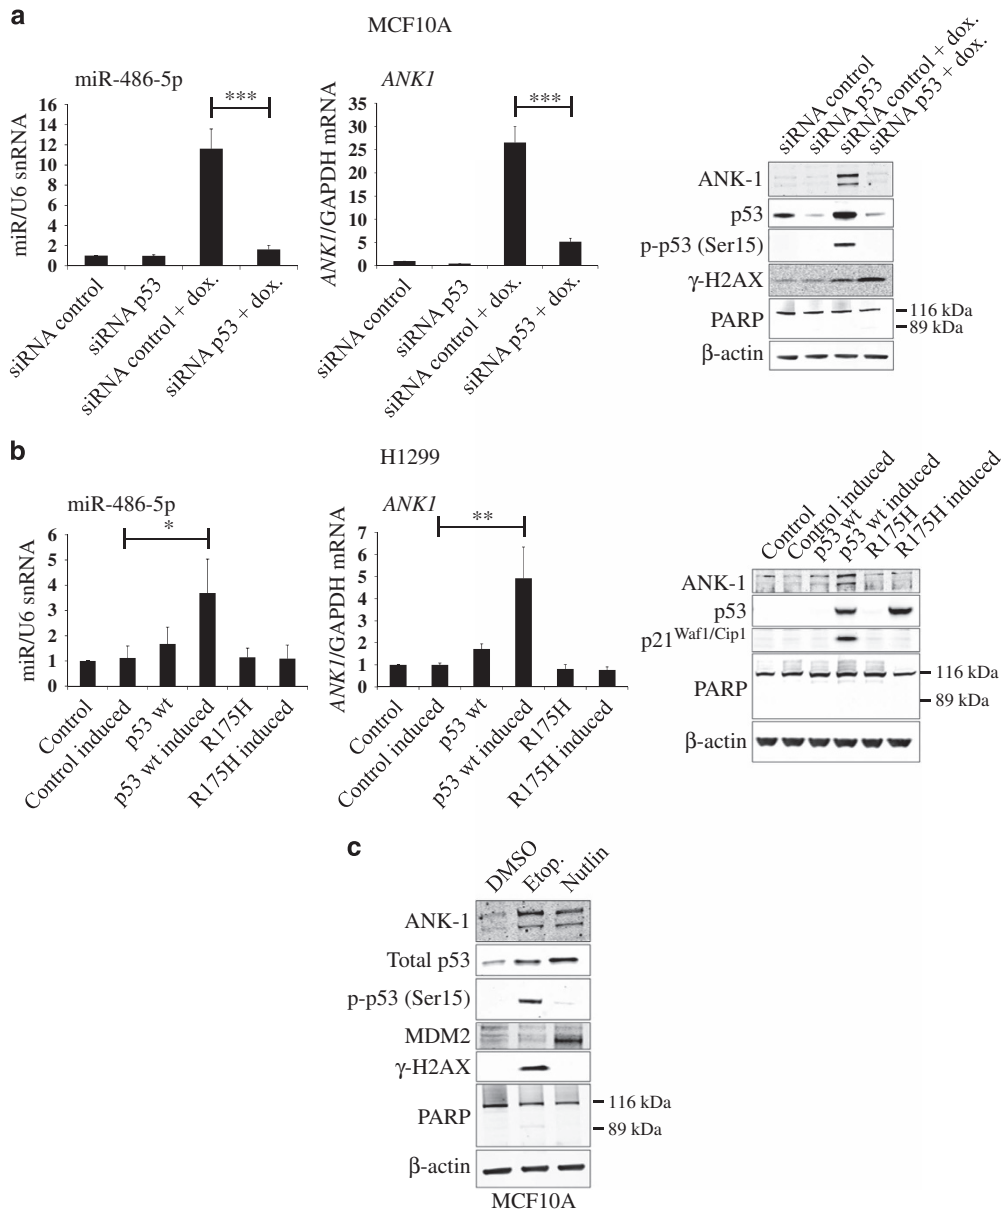 a
MCF10A
miR-486-5p
***
16
14
12
10
8
6
4
2
0
miR/U6 snRNA
siRNA control
siRNA p53
siRNA control + dox.
siRNA p53 + dox.
ANK1
***
35
30
25
20
15
10
5
0
ANK1/GAPDH mRNA
siRNA control
siRNA p53
siRNA control + dox.
siRNA p53 + dox.
siRNA control
siRNA p53
siRNA control + dox.
siRNA p53 + dox.
ANK-1
p53
p-p53 (Ser15)
γ-H2AX
PARP
116 kDa
89 kDa
β-actin
b
H1299
miR-486-5p
*
6
5
4
3
2
1
0
miR/U6 snRNA
Control
Control induced
p53 wt
p53 wt induced
R175H
R175H induced
ANK1
**
7
6
5
4
3
2
1
0
ANK1/GAPDH mRNA
Control
Control induced
p53 wt
p53 wt induced
R175H
R175H induced
Control
Control induced
p53 wt
p53 wt induced
R175H
R175H induced
ANK-1
p53
p21Waf1/Cip1
PARP
116 kDa
89 kDa
β-actin
c
DMSO
Etop.
Nutlin
ANK-1
Total p53
p-p53 (Ser15)
MDM2
γ-H2AX
PARP
116 kDa
89 kDa
β-actin
MCF10A